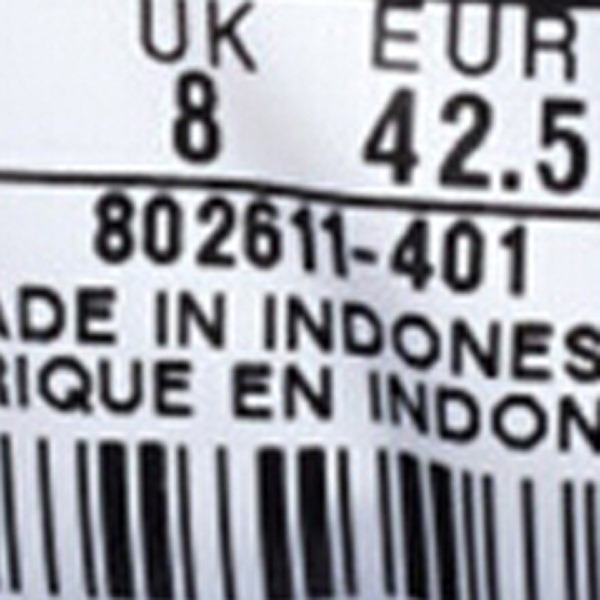 UK EUR
8 42.5
802611-401
ADE IN INDONES
RIQUE EN INDON